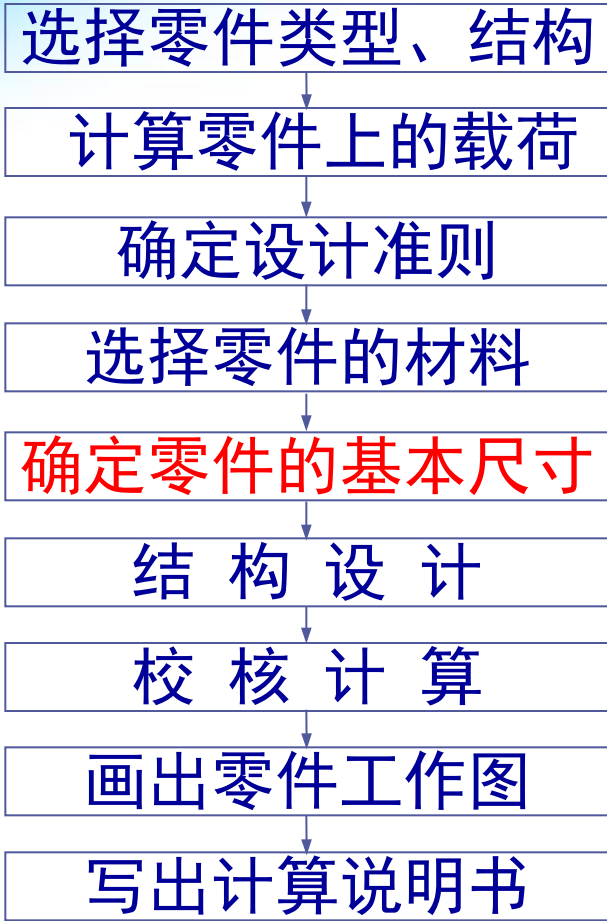 选择零件类型、结构
计算零件上的载荷
确定设计准则
选择零件的材料
确定零件的基本尺寸
结 构 设 计
校 核 计 算
画出零件工作图
写出计算说明书